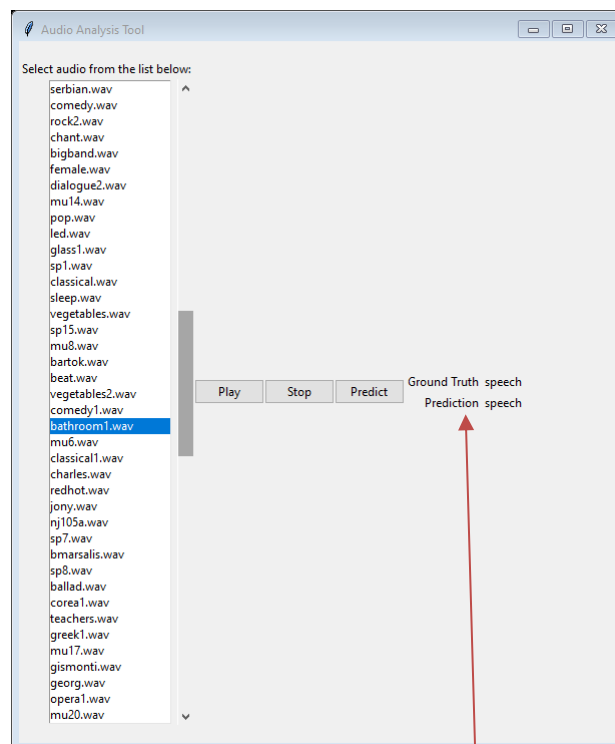 Audio Analysis Tool
Select audio from the list below:
serbian.wav
comedy.wav
rock2.wav
chant.wav
bigband.wav
female.wav
dialogue2.wav
mu14.wav
pop.wav
led.wav
glass1.wav
sp1.wav
classical.wav
sleep.wav
vegetables.wav
sp15.wav
mu8.wav
bartok.wav
beat.wav
vegetables2.wav
comedy1.wav
bathroom1.wav
mu6.wav
classical1.wav
charles.wav
redhot.wav
jony.wav
nj105a.wav
sp7.wav
bmarsalis.wav
sp8.wav
ballad.wav
corea1.wav
teachers.wav
greek1.wav
mu17.wav
gismonti.wav
georg.wav
opera1.wav
mu20.wav
Play Stop Predict
Ground Truth speech
Prediction speech